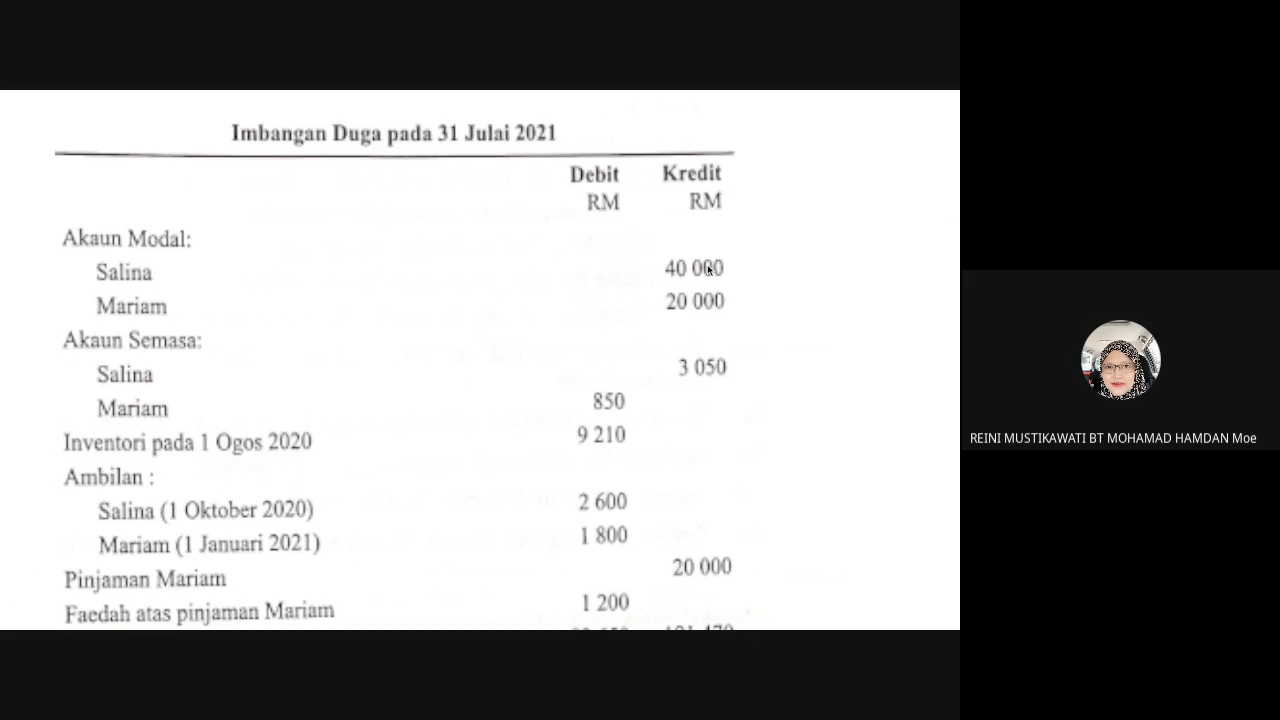 Imbangan Duga pada 31 Julai 2021
Debit Kredit
RM RM
Akaun Modal:
Salina 40 000
Mariam 20 000
Akaun Semasa:
Salina 3 050
Mariam 850
Inventori pada 1 Ogos 2020 9 210
Ambilan :
Salina (1 Oktober 2020) 2 600
Mariam (1 Januari 2021) 1 800
Pinjaman Mariam 20 000
Faedah atas pinjaman Mariam 1 200
REINI MUSTIKAWATI BT MOHAMAD HAMDAN Moe